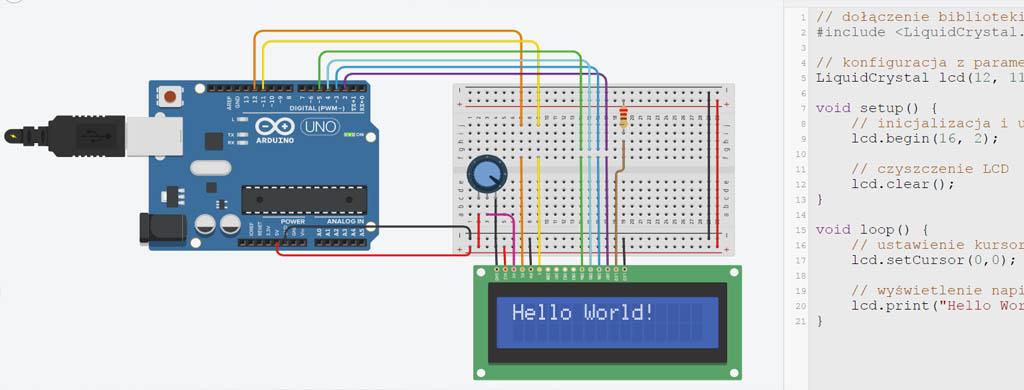 AREF
GND
13
12
~11
~10
~9
8
7
~6
~5
4
~3
2
TX→1
RX←0
DIGITAL (PWM~)
L
TX
RX
ARDUINO
UNO
ON
POWER
ANALOG IN
IOREF
RESET
3.3V
5V
GND
GND
Vin
A0
A1
A2
A3
A4
A5
Hello World!
1 // dołączenie biblioteki
2 #include <LiquidCrystal.
3
4 // konfiguracja z parame
5 LiquidCrystal lcd(12, 11
6
7 void setup() {
8 // inicjalizacja i u
9 lcd.begin(16, 2);
10
11 // czyszczenie LCD
12 lcd.clear();
13 }
14
15 void loop() {
16 // ustawienie kursor
17 lcd.setCursor(0,0);
18
19 // wyświetlenie napi
20 lcd.print("Hello Wor
21 }